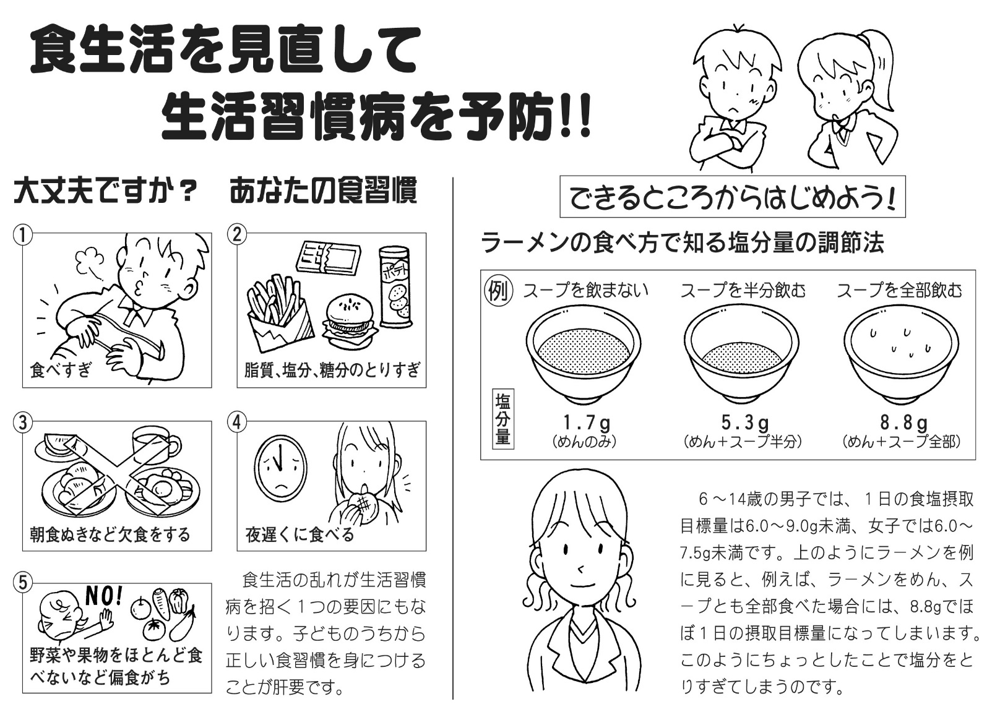 食生活を見直して
生活習慣病を予防!!
大丈夫ですか？ あなたの食習慣
①
食べすぎ
②
ポテト
脂質、塩分、糖分のとりすぎ
③
朝食ぬきなど欠食をする
④
夜遅くに食べる
⑤
NO!
野菜や果物をほとんど食
べないなど偏食がち
食生活の乱れが生活習慣
病を招く１つの要因にもな
ります。子どものうちから
正しい食習慣を身につける
ことが肝要です。
できるところからはじめよう！
ラーメンの食べ方で知る塩分量の調節法
例
スープを飲まない
スープを半分飲む
スープを全部飲む
塩分量
1.7g
（めんのみ）
5.3g
（めん＋スープ半分）
8.8g
（めん＋スープ全部）
６～14歳の男子では、１日の食塩摂取
目標量は6.0～9.0g未満、女子では6.0～
7.5g未満です。上のようにラーメンを例
に見ると、例えば、ラーメンをめん、ス
ープとも全部食べた場合には、8.8gでほ
ぼ１日の摂取目標量になってしまいます。
このようにちょっとしたことで塩分をと
りすぎてしまうのです。